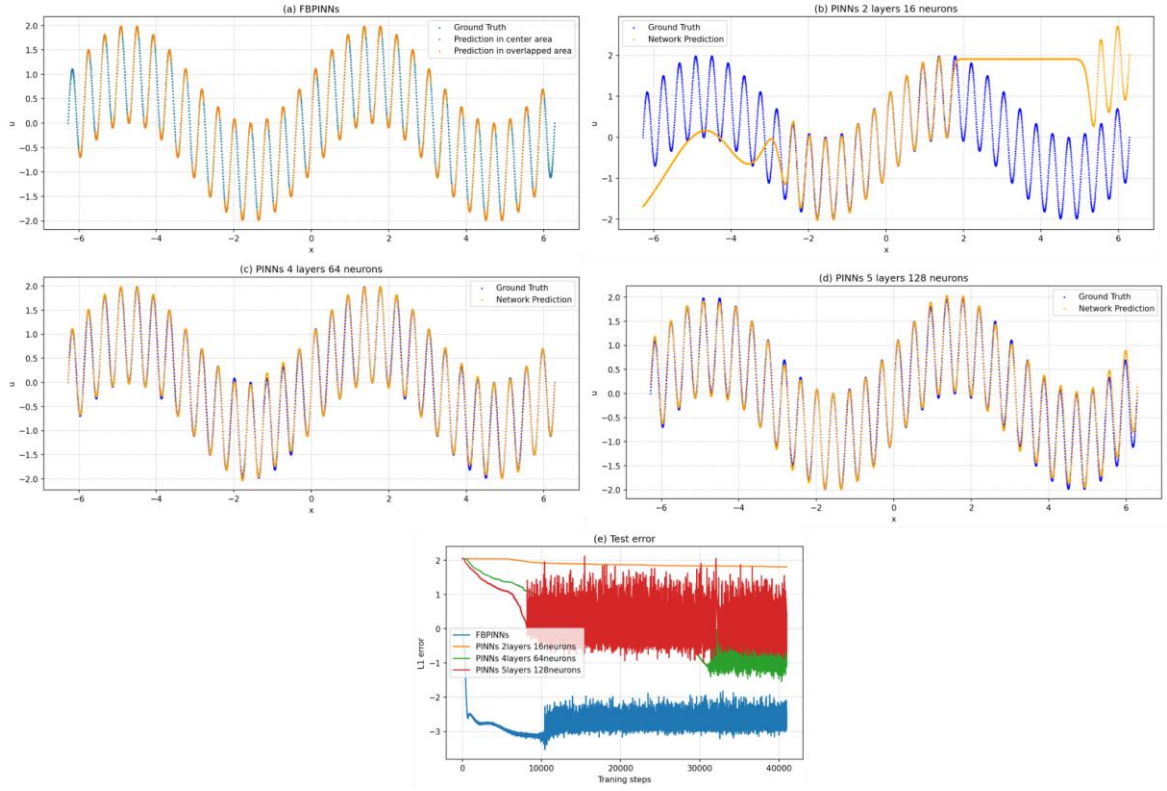 (a) FBPINNs
Ground Truth
Prediction in center area
Prediction in overlapped area
2.0
1.5
1.0
0.5
0.0
−0.5
−1.0
−1.5
−2.0
u
−6
−4
−2
0
2
4
6
x
(b) PINNs 2 layers 16 neurons
Ground Truth
Network Prediction
2
1
0
−1
−2
u
−6
−4
−2
0
2
4
6
x
(c) PINNs 4 layers 64 neurons
Ground Truth
Network Prediction
2.0
1.5
1.0
0.5
0.0
−0.5
−1.0
−1.5
−2.0
u
−6
−4
−2
0
2
4
6
x
(d) PINNs 5 layers 128 neurons
Ground Truth
Network Prediction
2.0
1.5
1.0
0.5
0.0
−0.5
−1.0
−1.5
−2.0
u
−6
−4
−2
0
2
4
6
x
(e) Test error
2
1
0
−1
−2
−3
L1 error
FBPINNs
PINNs 2layers 16neurons
PINNs 4layers 64neurons
PINNs 5layers 128neurons
0
10000
20000
30000
40000
Traning steps